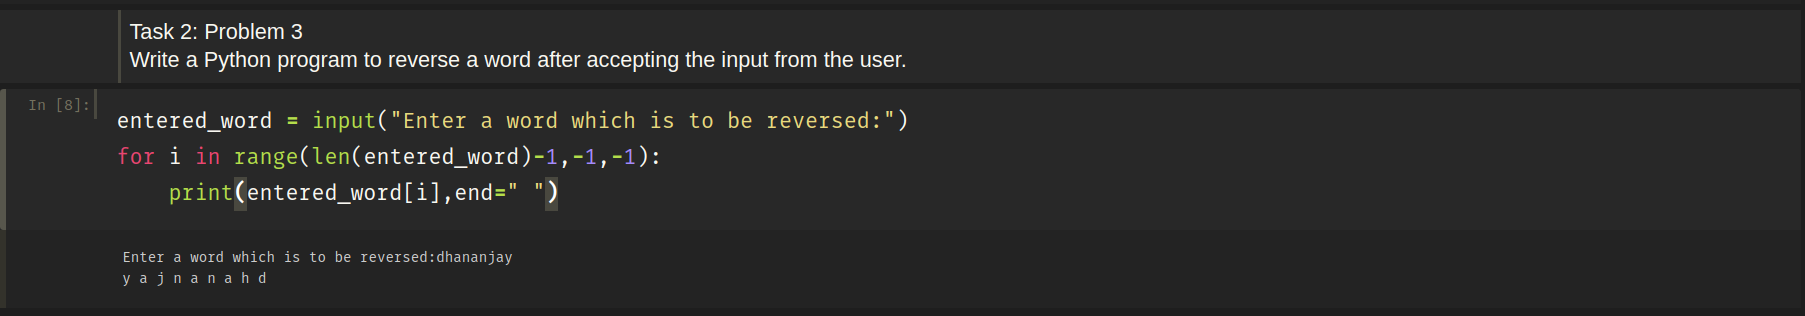 Task 2: Problem 3
Write a Python program to reverse a word after accepting the input from the user.
In [8]:
entered_word = input("Enter a word which is to be reversed:")
for i in range(len(entered_word)-1,-1,-1):
    print(entered_word[i],end=" ")
Enter a word which is to be reversed:dhananjay
y a j n a n a h d